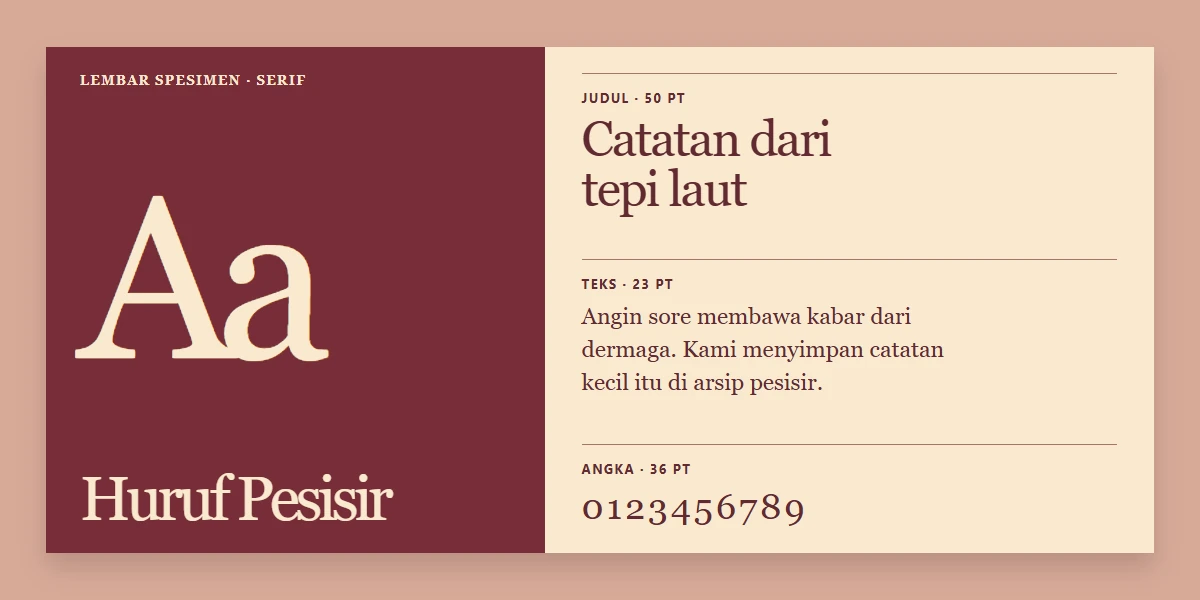 LEMBAR SPESIMEN · SERIF
Aa
Huruf Pesisir
JUDUL · 50 PT
Catatan dari
tepi laut
TEKS · 23 PT
Angin sore membawa kabar dari
dermaga. Kami menyimpan catatan
kecil itu di arsip pesisir.
ANGKA · 36 PT
0123456789